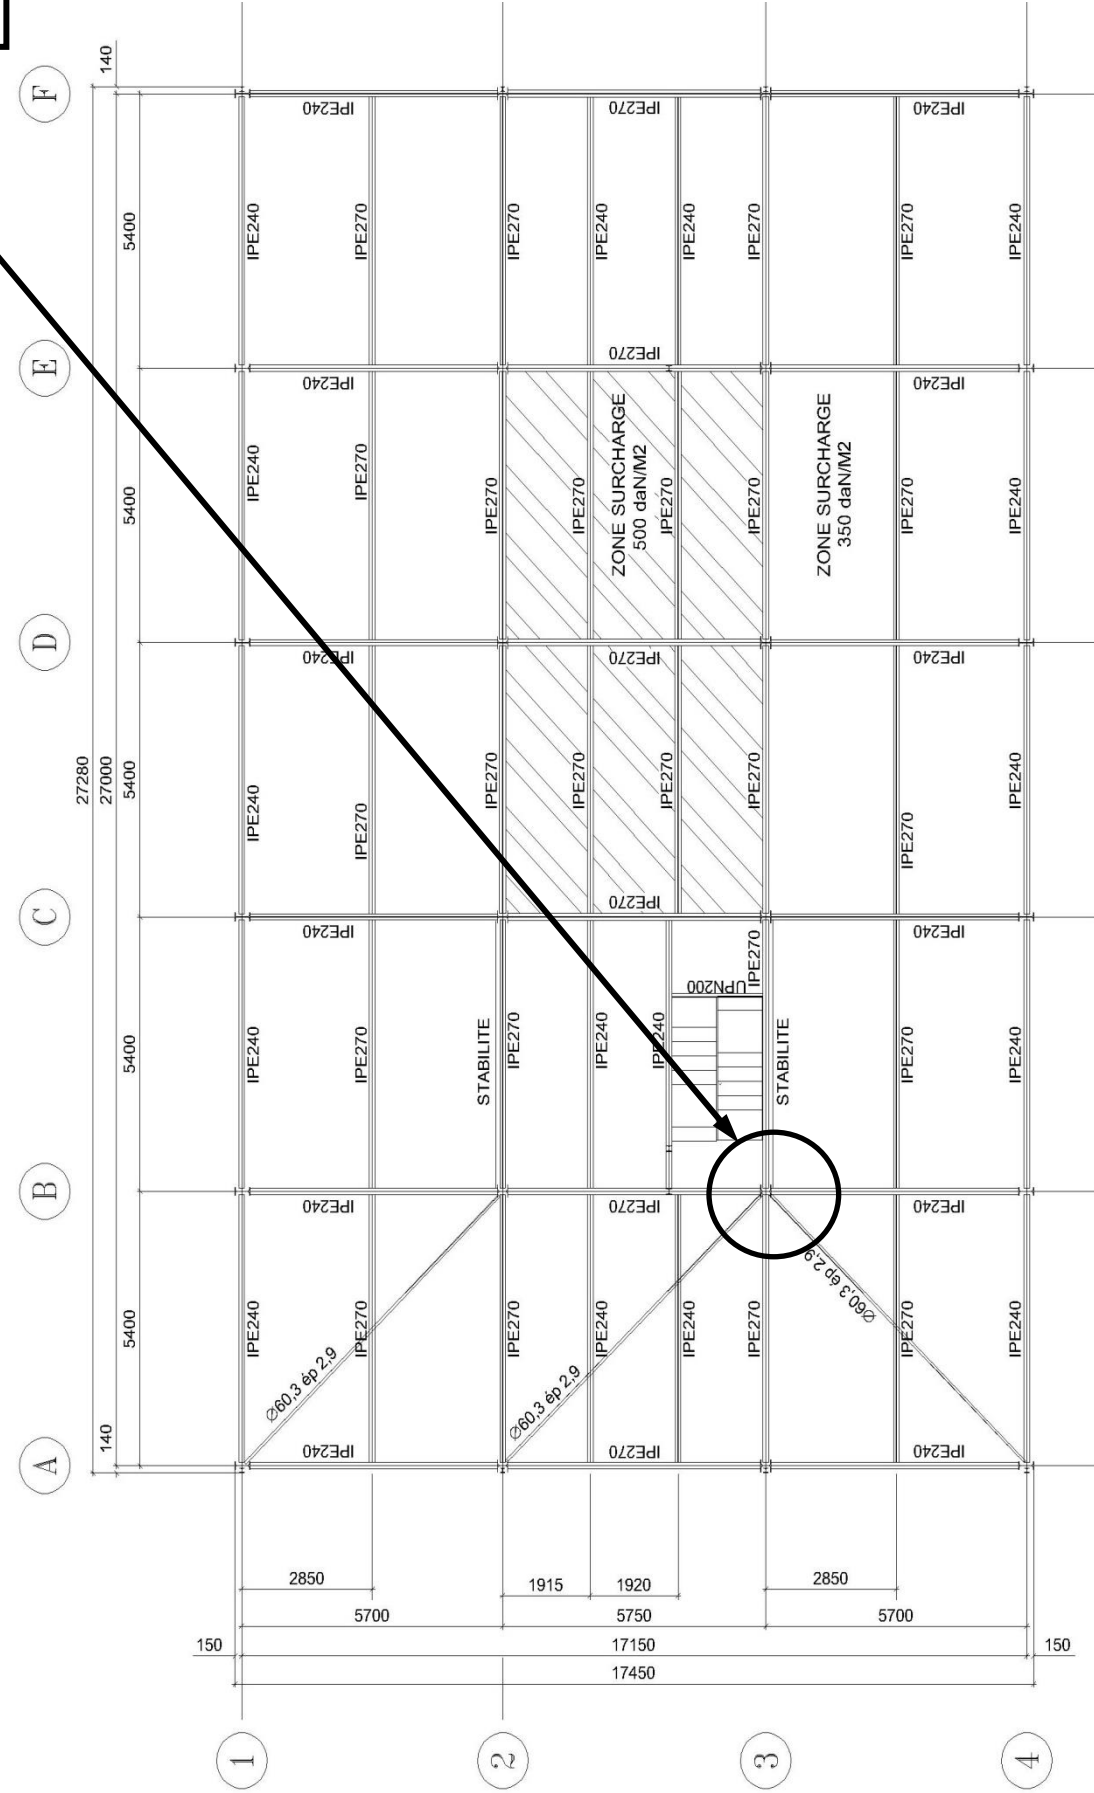 140
F
IPE240
IPE270
IPE240
5400
IPE240
IPE270
IPE270
IPE240
IPE240
IPE270
IPE270
IPE240
E
IPE240
IPE270
IPE240
5400
IPE240
IPE270
IPE270
IPE270
ZONE SURCHARGE
500 daN/M2
IPE270
IPE270
ZONE SURCHARGE
350 daN/M2
IPE270
IPE240
D
IPE240
IPE270
IPE240
27280
27000
5400
IPE240
IPE270
IPE270
IPE270
IPE270
IPE270
IPE270
IPE240
C
IPE240
IPE270
IPE240
5400
IPE240
IPE270
STABILITE
IPE270
IPE240
IPE240
UPN200
IPE270
STABILITE
IPE270
IPE240
B
IPE240
IPE270
IPE240
5400
IPE240
Ø60,3 ép 2,9
IPE270
IPE270
Ø60,3 ép 2,9
IPE240
IPE240
IPE270
Ø60,3 ép 2,9
IPE270
IPE240
140
A
IPE240
IPE270
IPE240
2850
1915
1920
2850
5700
5750
5700
150
17150
150
17450
1
2
3
4